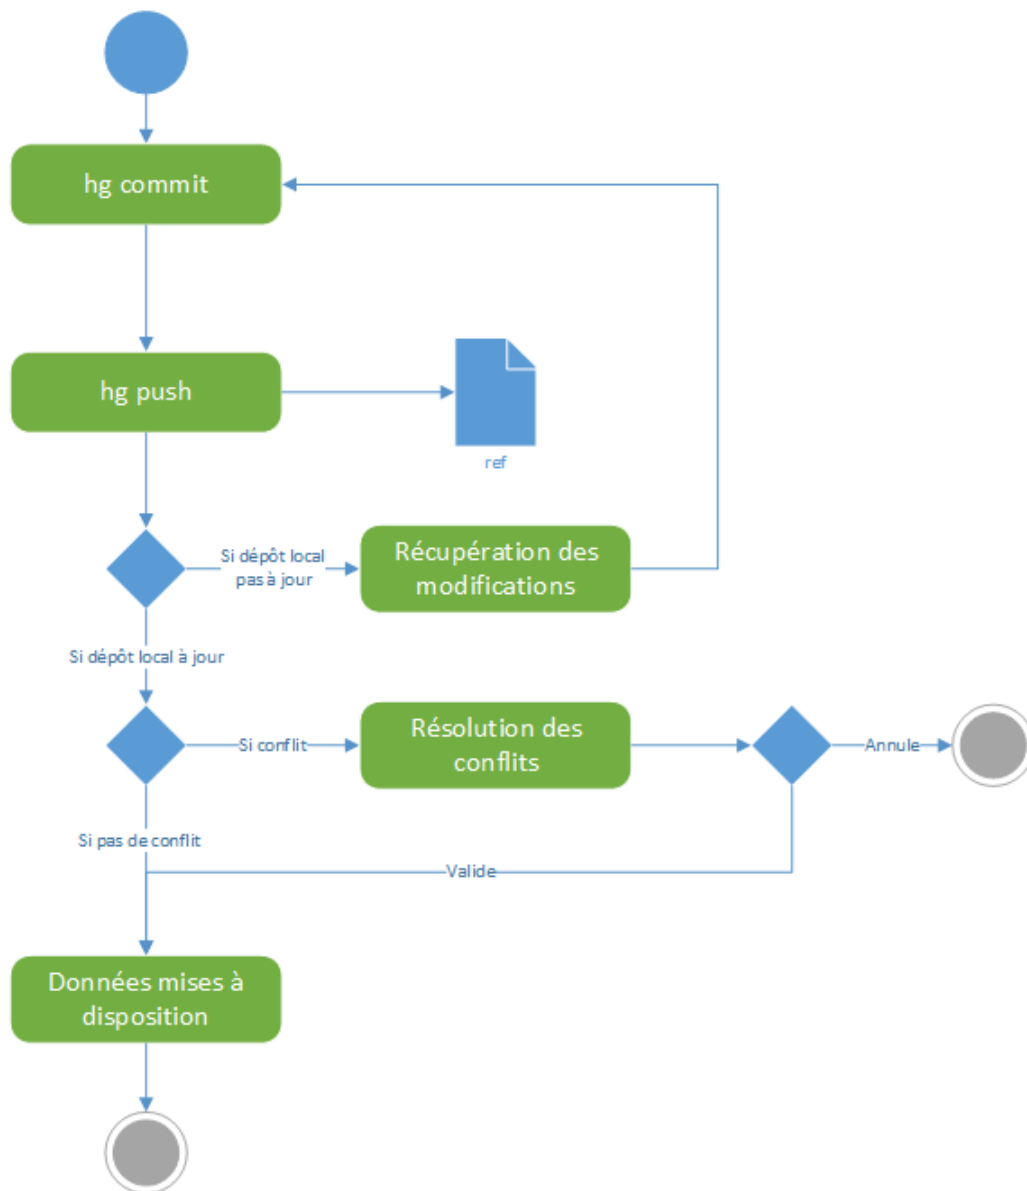 hg commit
hg push
ref
Si dépôt local
pas à jour
Récupération des
modifications
Si dépôt local à jour
Si conflit
Résolution des
conflits
Annule
Si pas de conflit
Valide
Données mises à
disposition